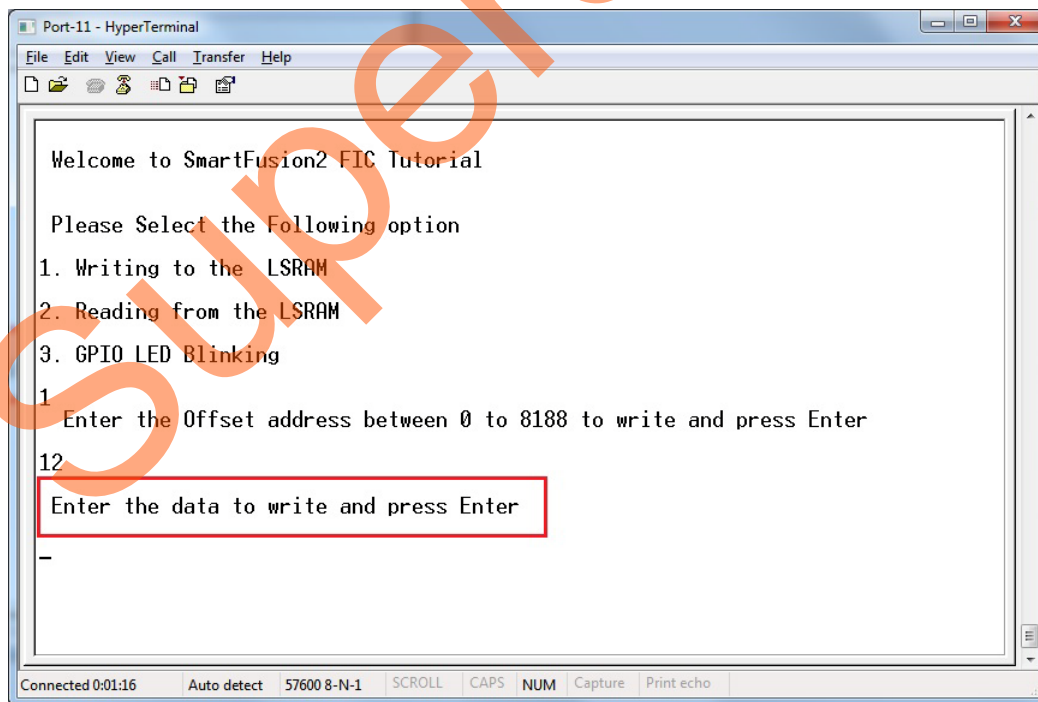 Port-11 - HyperTerminal
File Edit View Call Transfer Help
Welcome to SmartFusion2 FIC Tutorial
Please Select the Following option
1. Writing to the  LSRAM
2. Reading from the LSRAM
3. GPIO LED Blinking
1
Enter the Offset address between 0 to 8188 to write and press Enter
12
Enter the data to write and press Enter
_
Connected 0:01:16 Auto detect 57600 8-N-1 SCROLL CAPS NUM Capture Print echo
Super